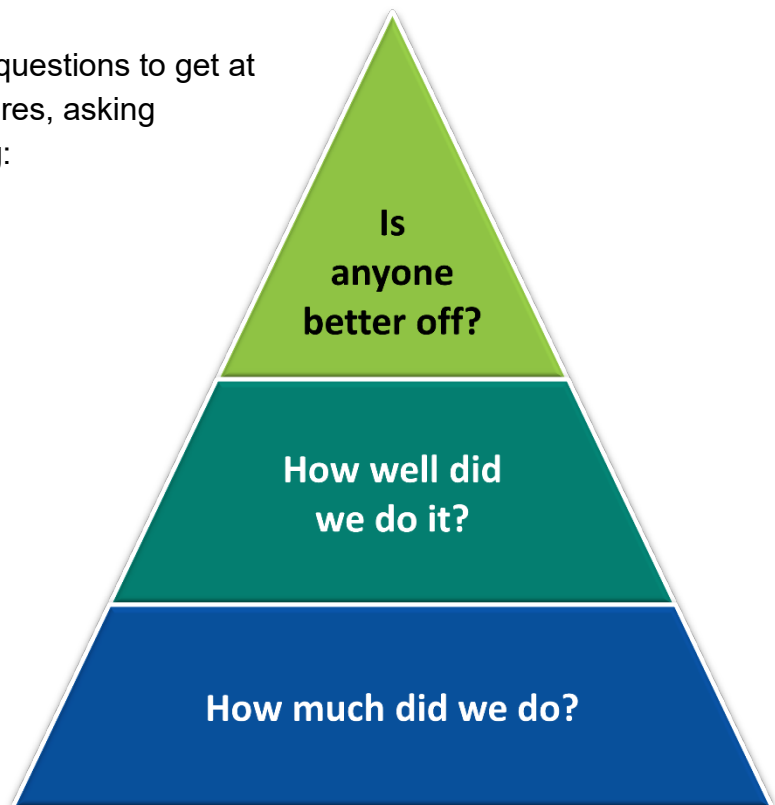 questions to get at
res, asking
:
Is
anyone
better off?
How well did
we do it?
How much did we do?